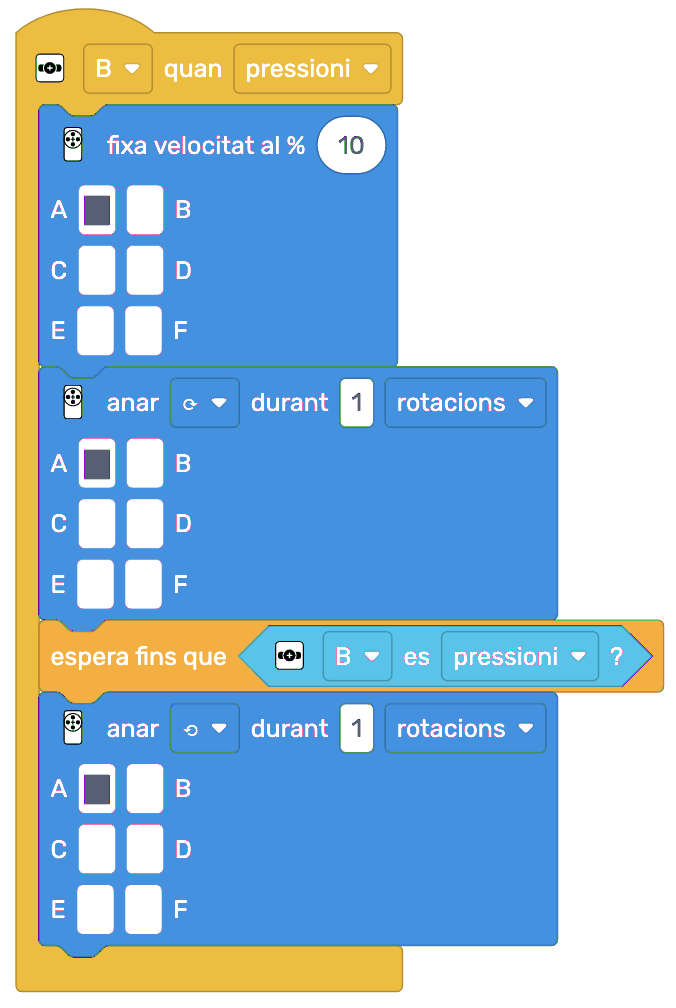 B quan pressioni
fixa velocitat al % 10
A B
C D
E F
anar ⟳ durant 1 rotacions
A B
C D
E F
espera fins que B es pressioni ?
anar ⟲ durant 1 rotacions
A B
C D
E F